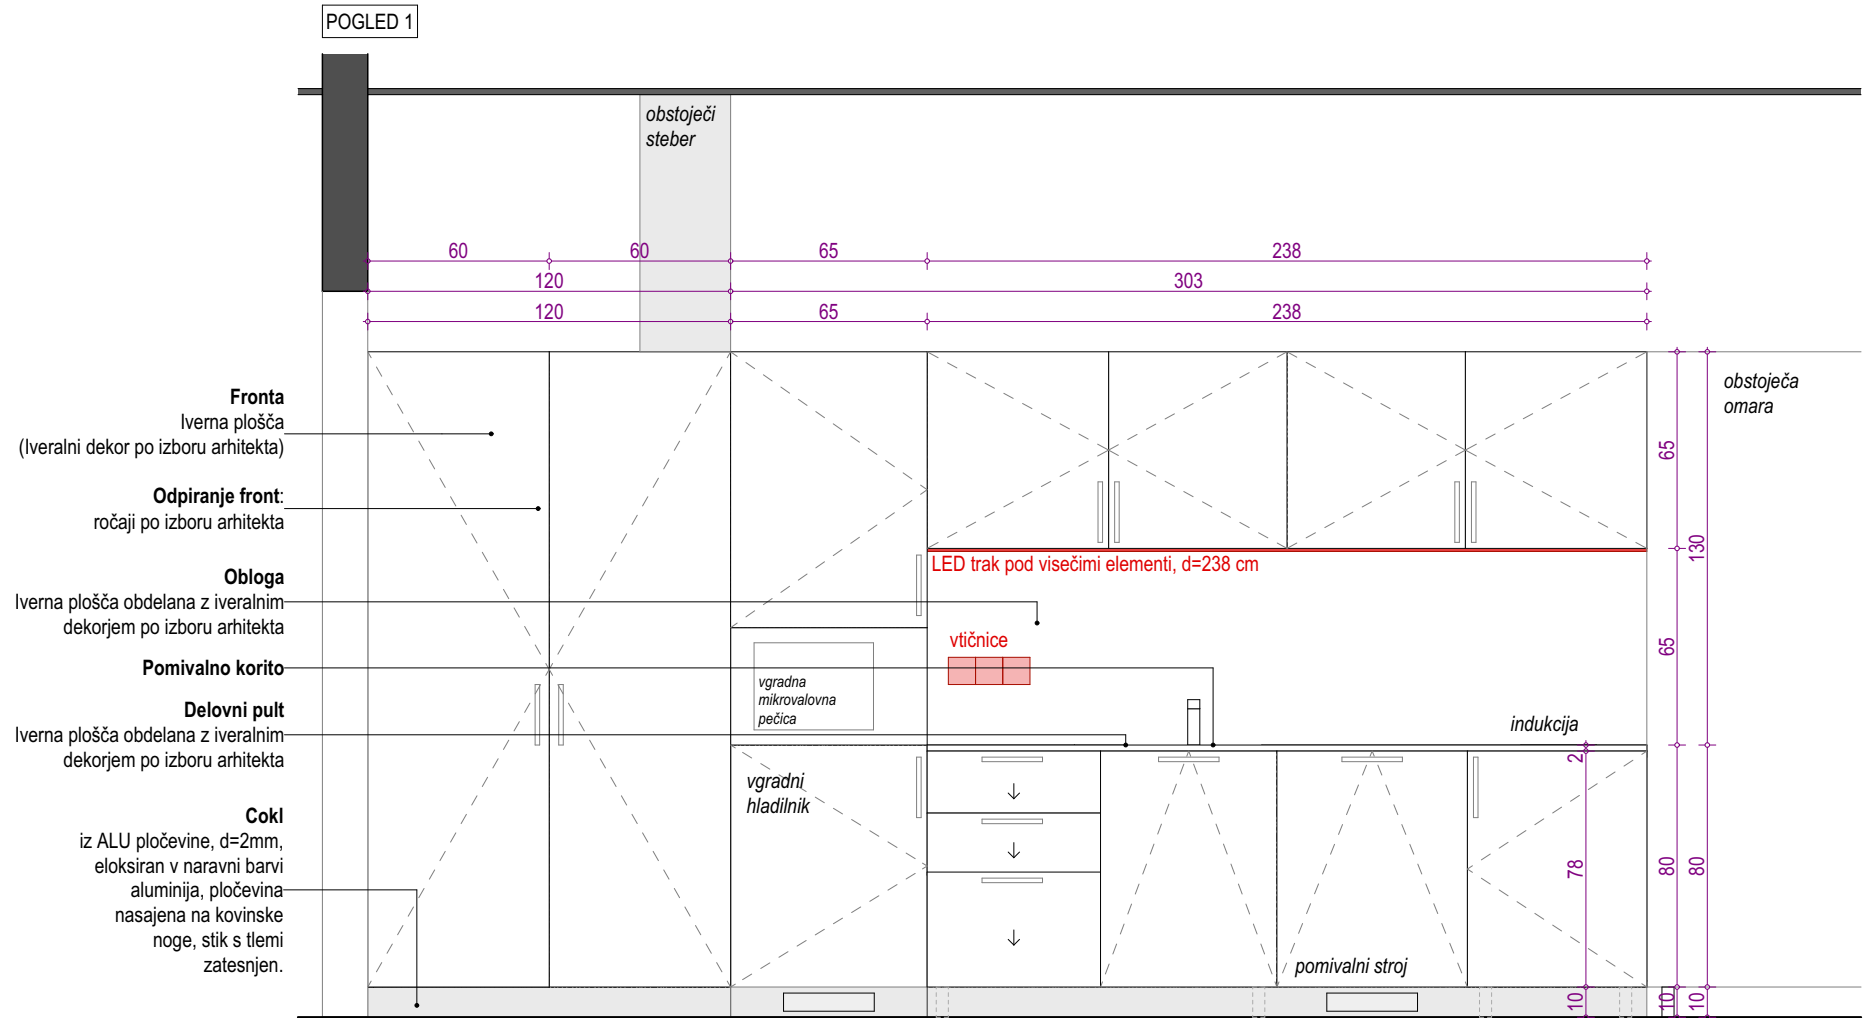 POGLED 1
obstoječi
steber
60
60
65
238
120
303
120
65
238
Fronta
Iverna plošča
(Iveralni dekor po izboru arhitekta)
Odpiranje front:
ročaji po izboru arhitekta
Obloga
Iverna plošča obdelana z iveralnim
dekorjem po izboru arhitekta
Pomivalno korito
Delovni pult
Iverna plošča obdelana z iveralnim
dekorjem po izboru arhitekta
Cokl
iz ALU pločevine, d=2mm,
eloksiran v naravni barvi
aluminija, pločevina
nasajena na kovinske
noge, stik s tlemi
zatesnjen.
LED trak pod visečimi elementi, d=238 cm
vtičnice
vgradna
mikrovalovna
pečica
vgradni
hladilnik
indukcija
pomivalni stroj
obstoječa
omara
65
130
65
2
78
80
80
10
10
10